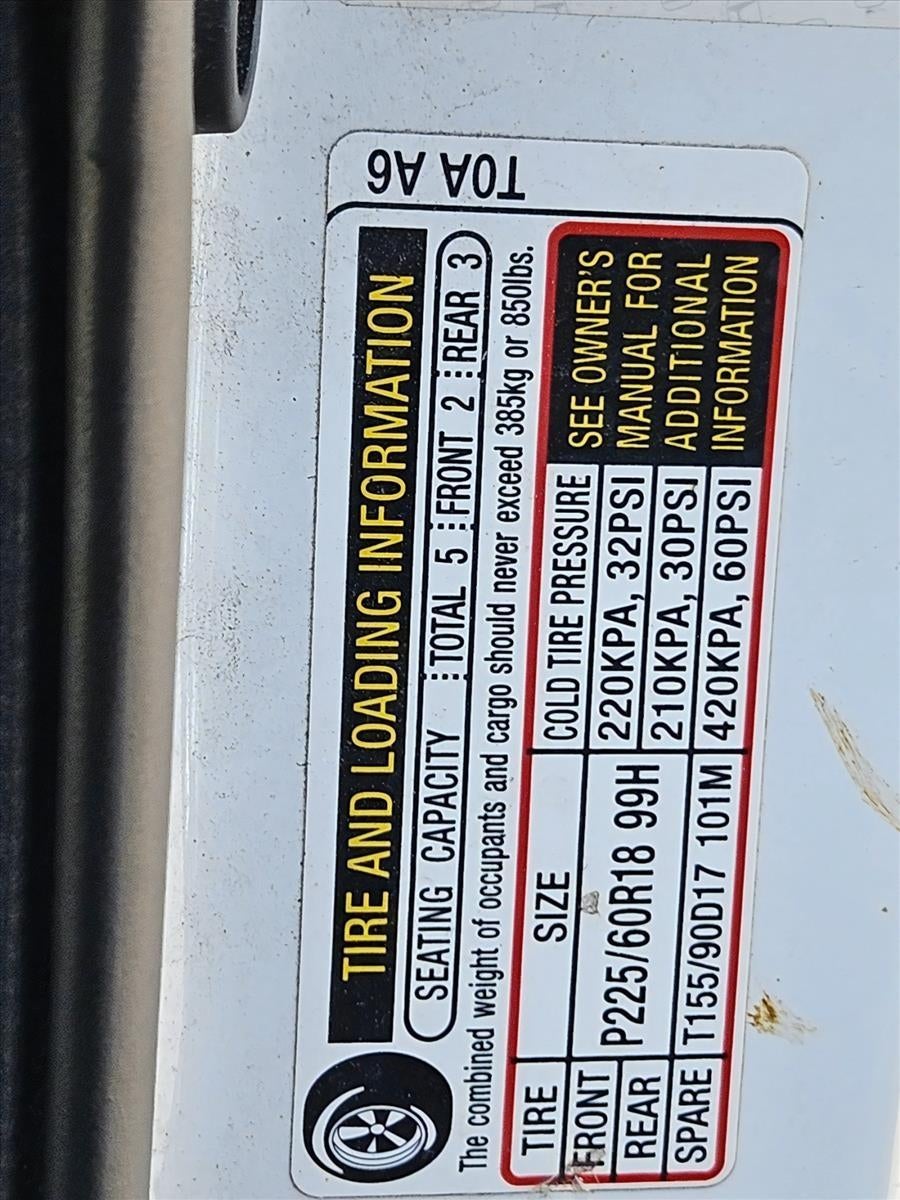 T0A A6
TIRE AND LOADING INFORMATION
SEATING CAPACITY TOTAL 5 FRONT 2 REAR 3
The combined weight of occupants and cargo should never exceed 385kg or 850lbs.
TIRE SIZE COLD TIRE PRESSURE
FRONT P225/60R18 99H 220KPA, 32PSI
REAR 210KPA, 30PSI
SPARE T155/90D17 101M 420KPA, 60PSI
SEE OWNER'S
MANUAL FOR
ADDITIONAL
INFORMATION